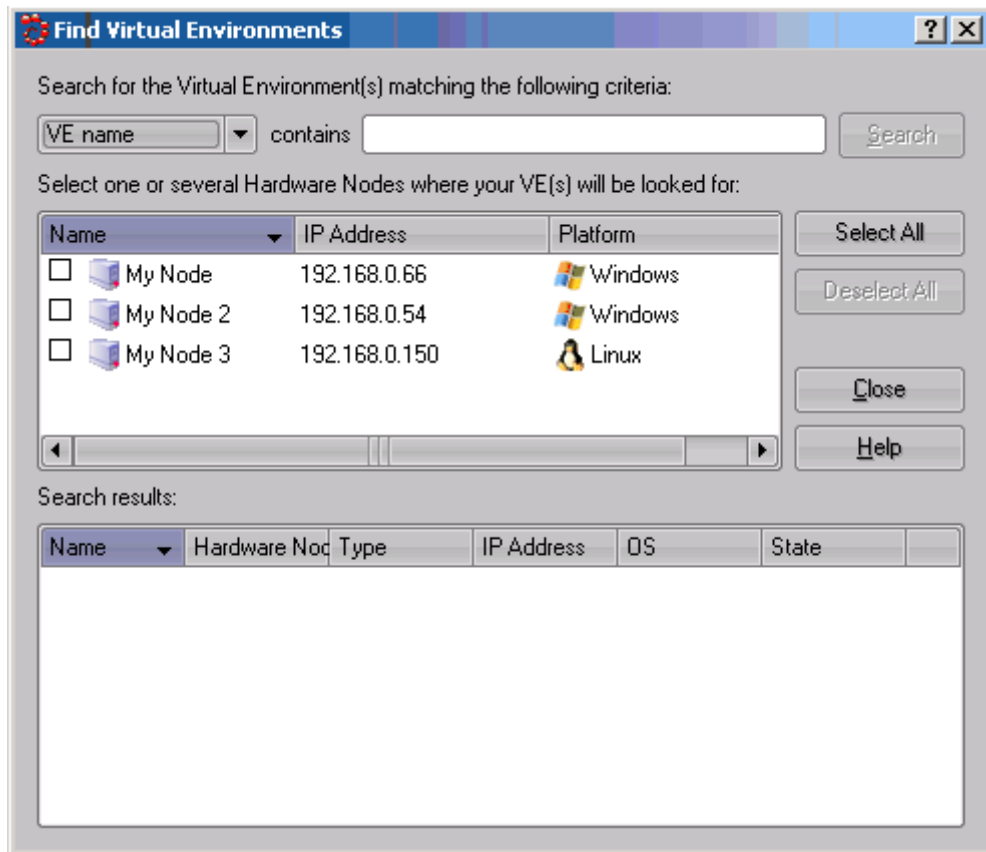 Find Virtual Environments
Search for the Virtual Environment(s) matching the following criteria:
VE name contains Search
Select one or several Hardware Nodes where your VE(s) will be looked for:
Name IP Address Platform Select All
My Node 192.168.0.66 Windows
Deselect All
My Node 2 192.168.0.54 Windows
My Node 3 192.168.0.150 Linux
Close
Help
Search results:
Name Hardware Noc Type IP Address OS State